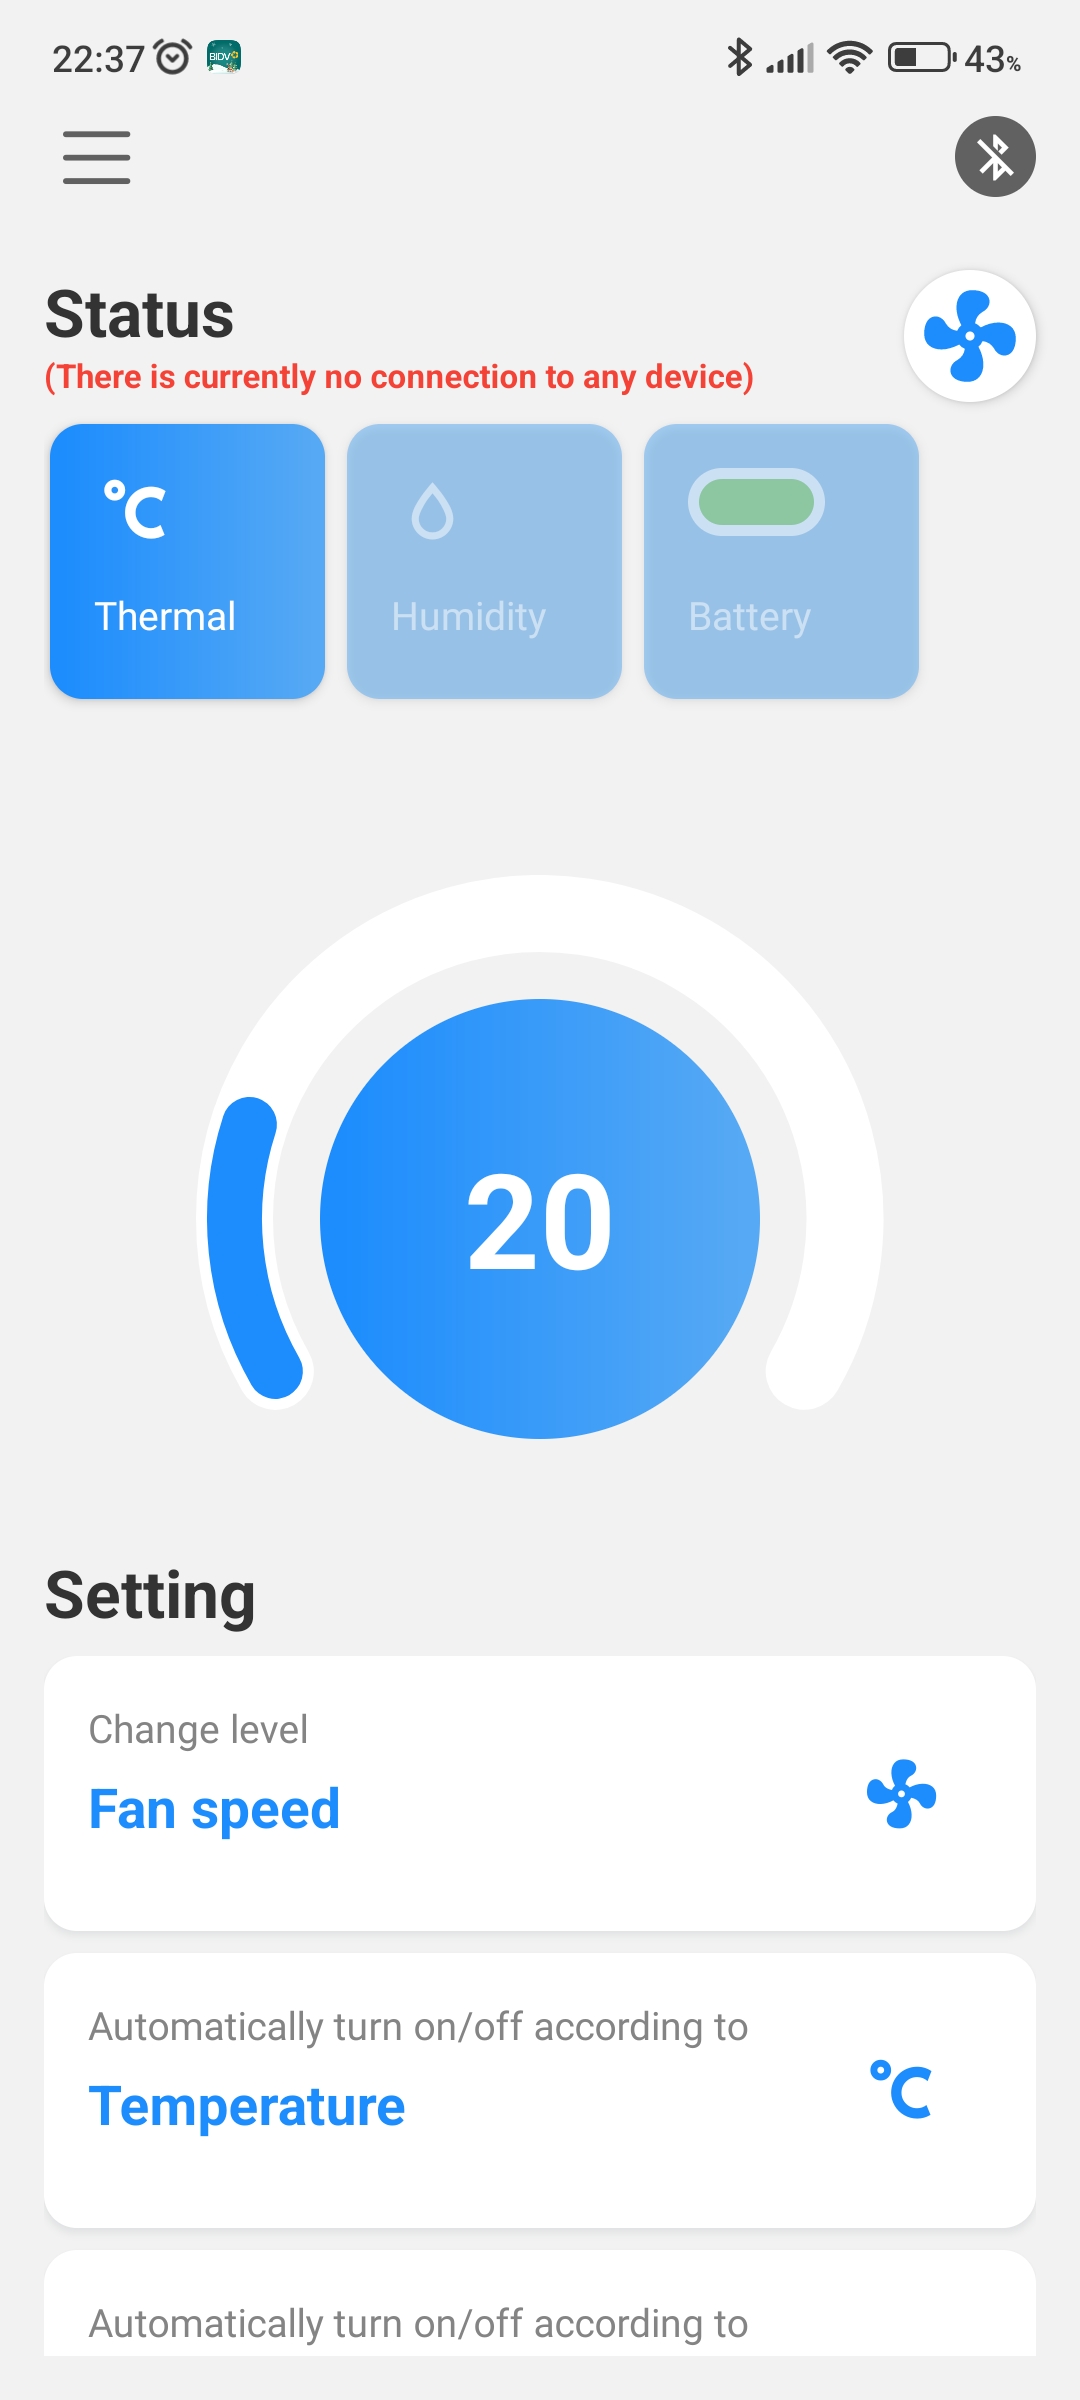 22:37 BIDV 43%
Status
(There is currently no connection to any device)
°C
Thermal
Humidity
Battery
20
Setting
Change level
Fan speed
Automatically turn on/off according to
Temperature
°C
Automatically turn on/off according to